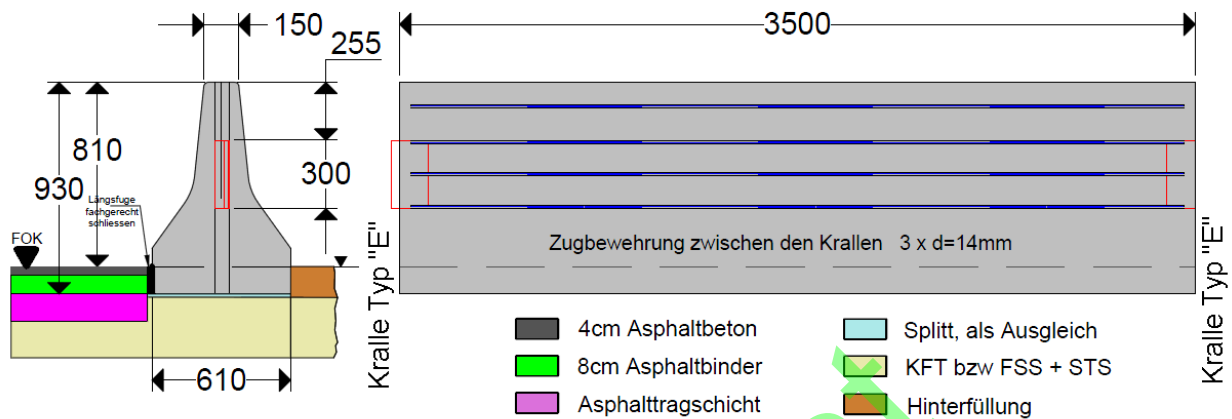 150
255
3500
810
930
300
Längsfuge
fachgerecht
schliessen
FOK
610
Kralle Typ "E"
Zugbewehrung zwischen den Krallen 3 x d=14mm
Kralle Typ "E"
4cm Asphaltbeton
8cm Asphaltbinder
Asphalttragschicht
Splitt, als Ausgleich
KFT bzw FSS + STS
Hinterfüllung